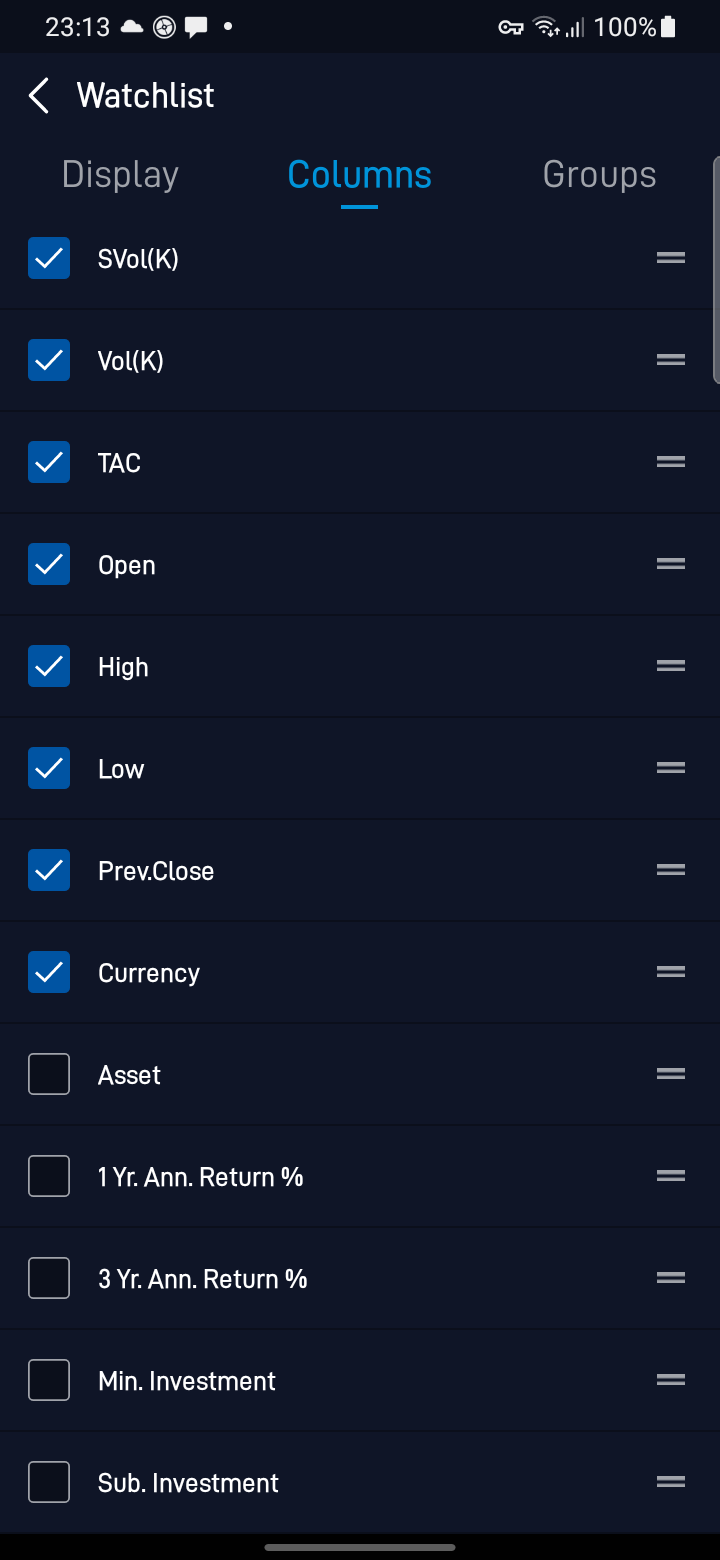 23:13 100%
Watchlist
Display Columns Groups
SVol(K)
Vol(K)
TAC
Open
High
Low
Prev.Close
Currency
Asset
1 Yr. Ann. Return %
3 Yr. Ann. Return %
Min. Investment
Sub. Investment